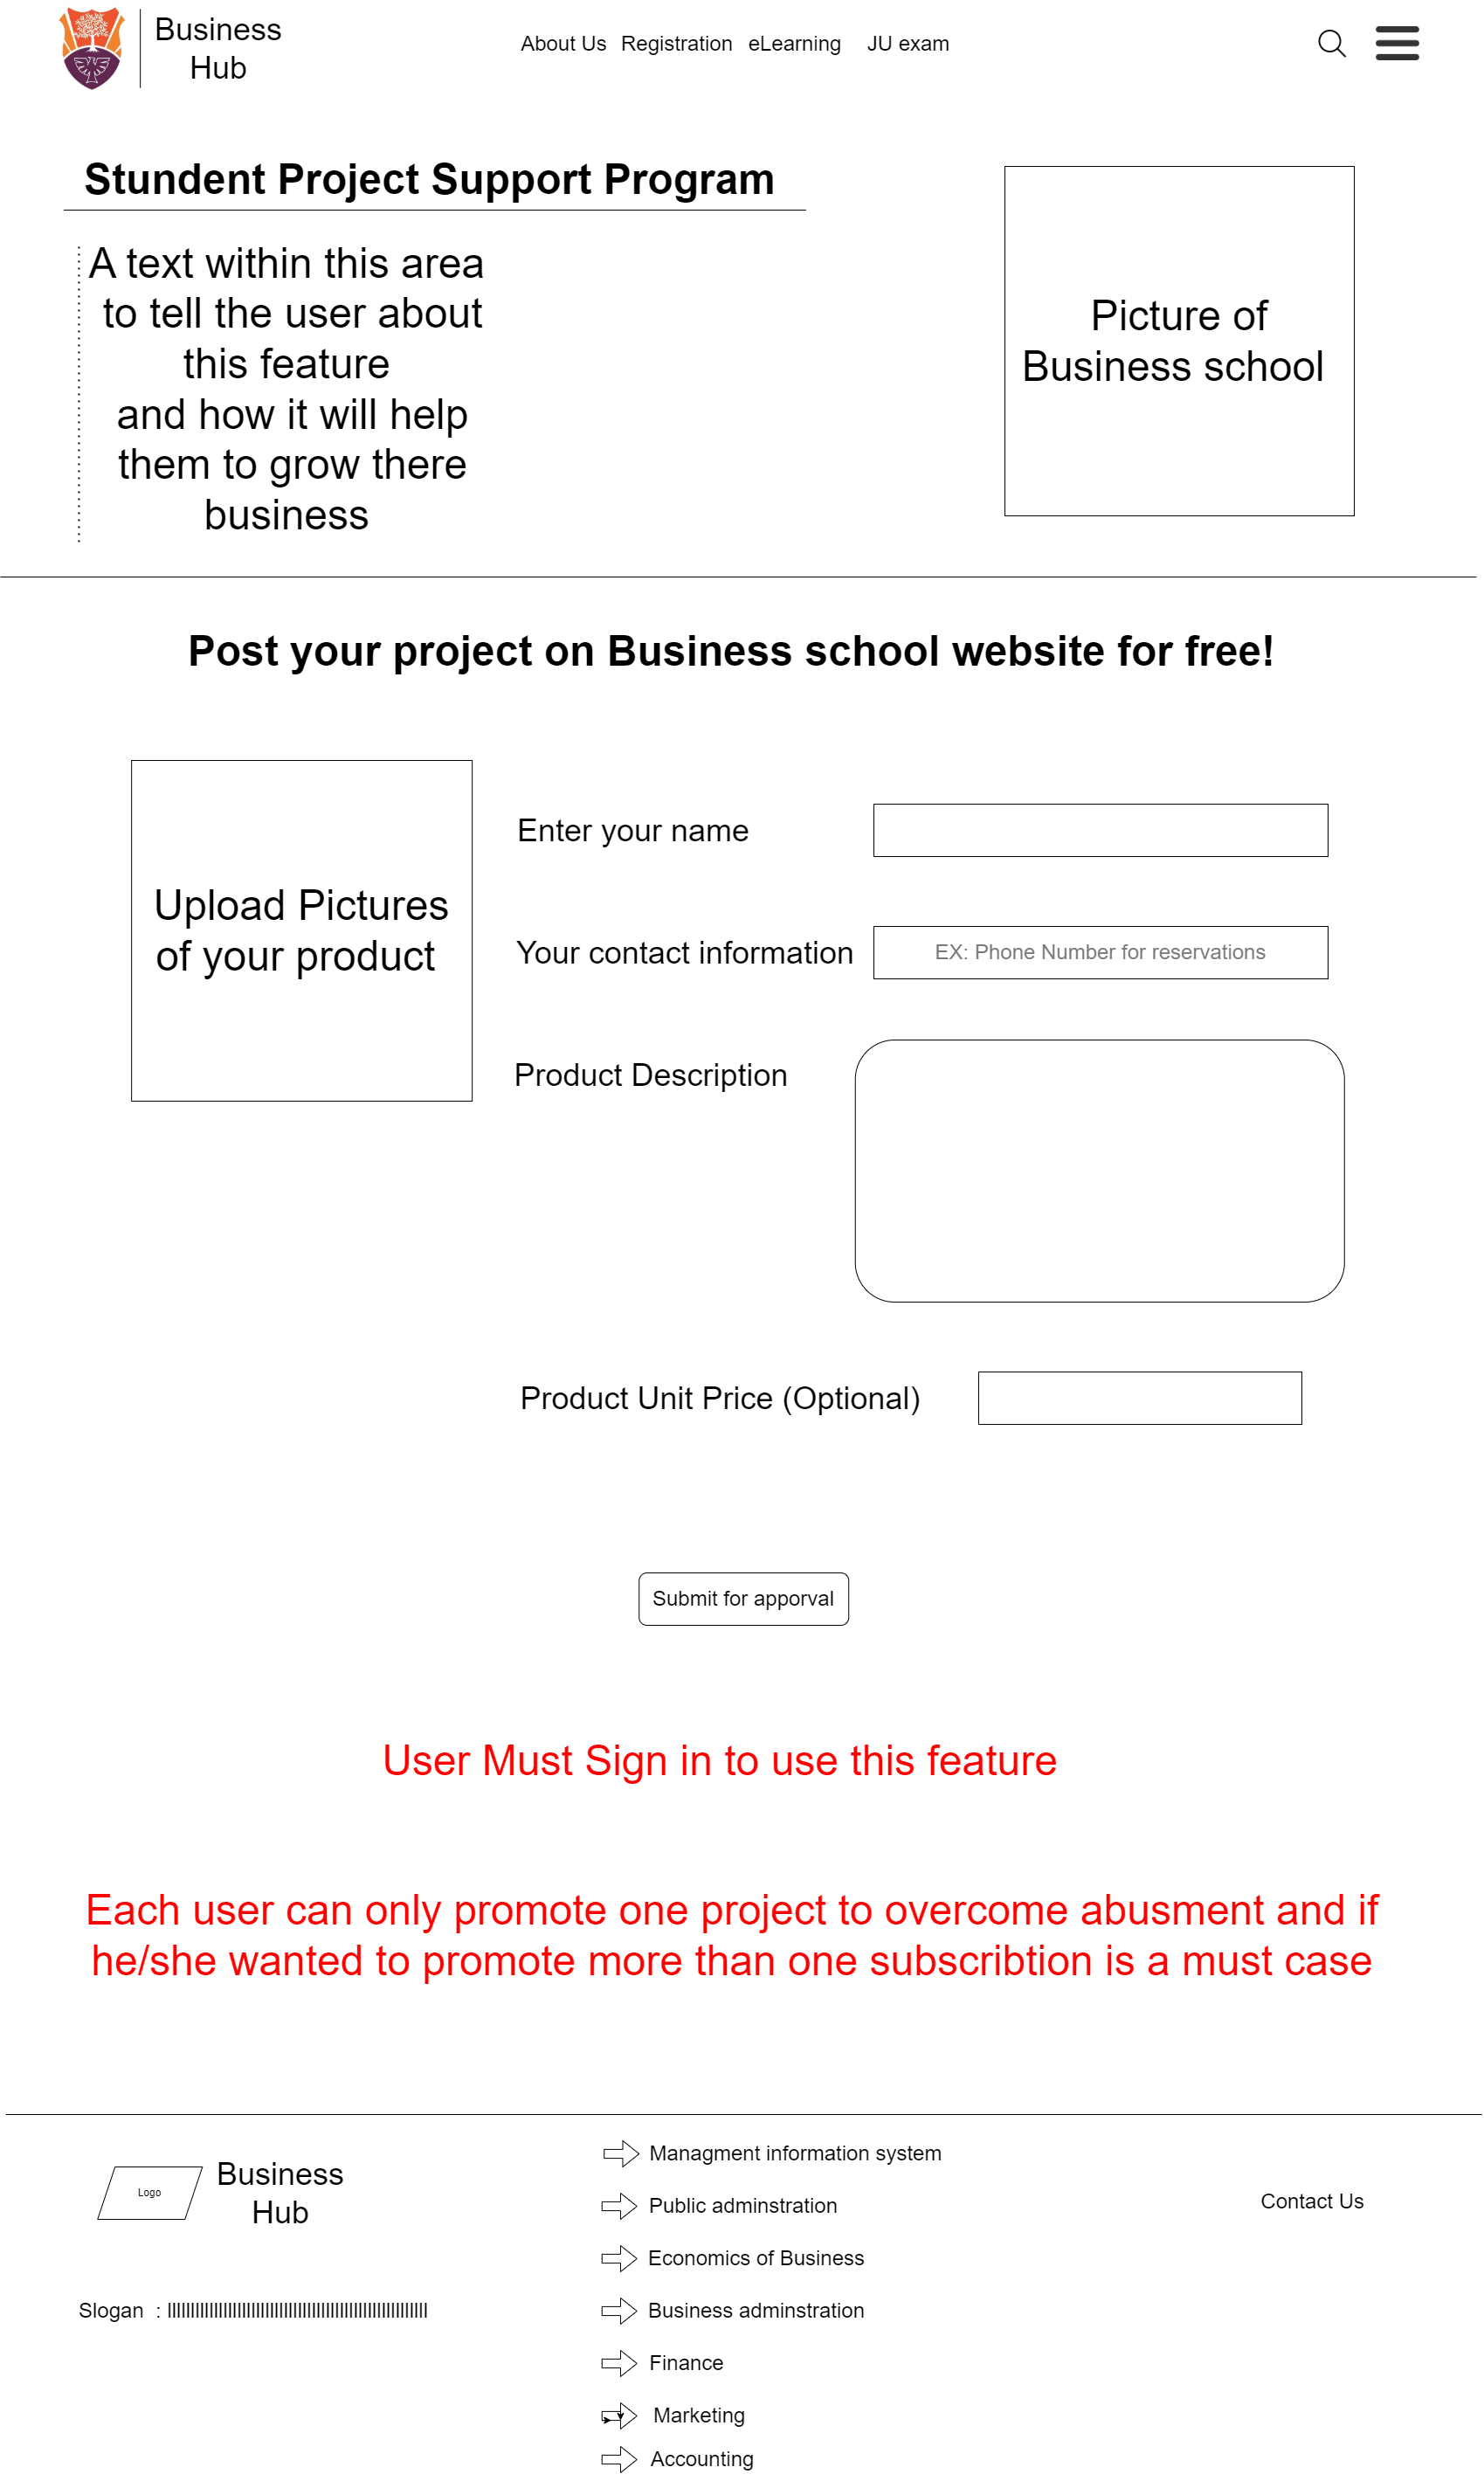 Business
Hub
About Us Registration eLearning JU exam
Stundent Project Support Program
A text within this area
to tell the user about
this feature
and how it will help
them to grow there
business
Picture of
Business school
Post your project on Business school website for free!
Upload Pictures
of your product
Enter your name
Your contact information
EX: Phone Number for reservations
Product Description
Product Unit Price (Optional)
Submit for apporval
User Must Sign in to use this feature
Each user can only promote one project to overcome abusment and if
he/she wanted to promote more than one subscribtion is a must case
Logo
Business
Hub
Slogan :
Managment information system
Public adminstration
Economics of Business
Business adminstration
Finance
Marketing
Accounting
Contact Us